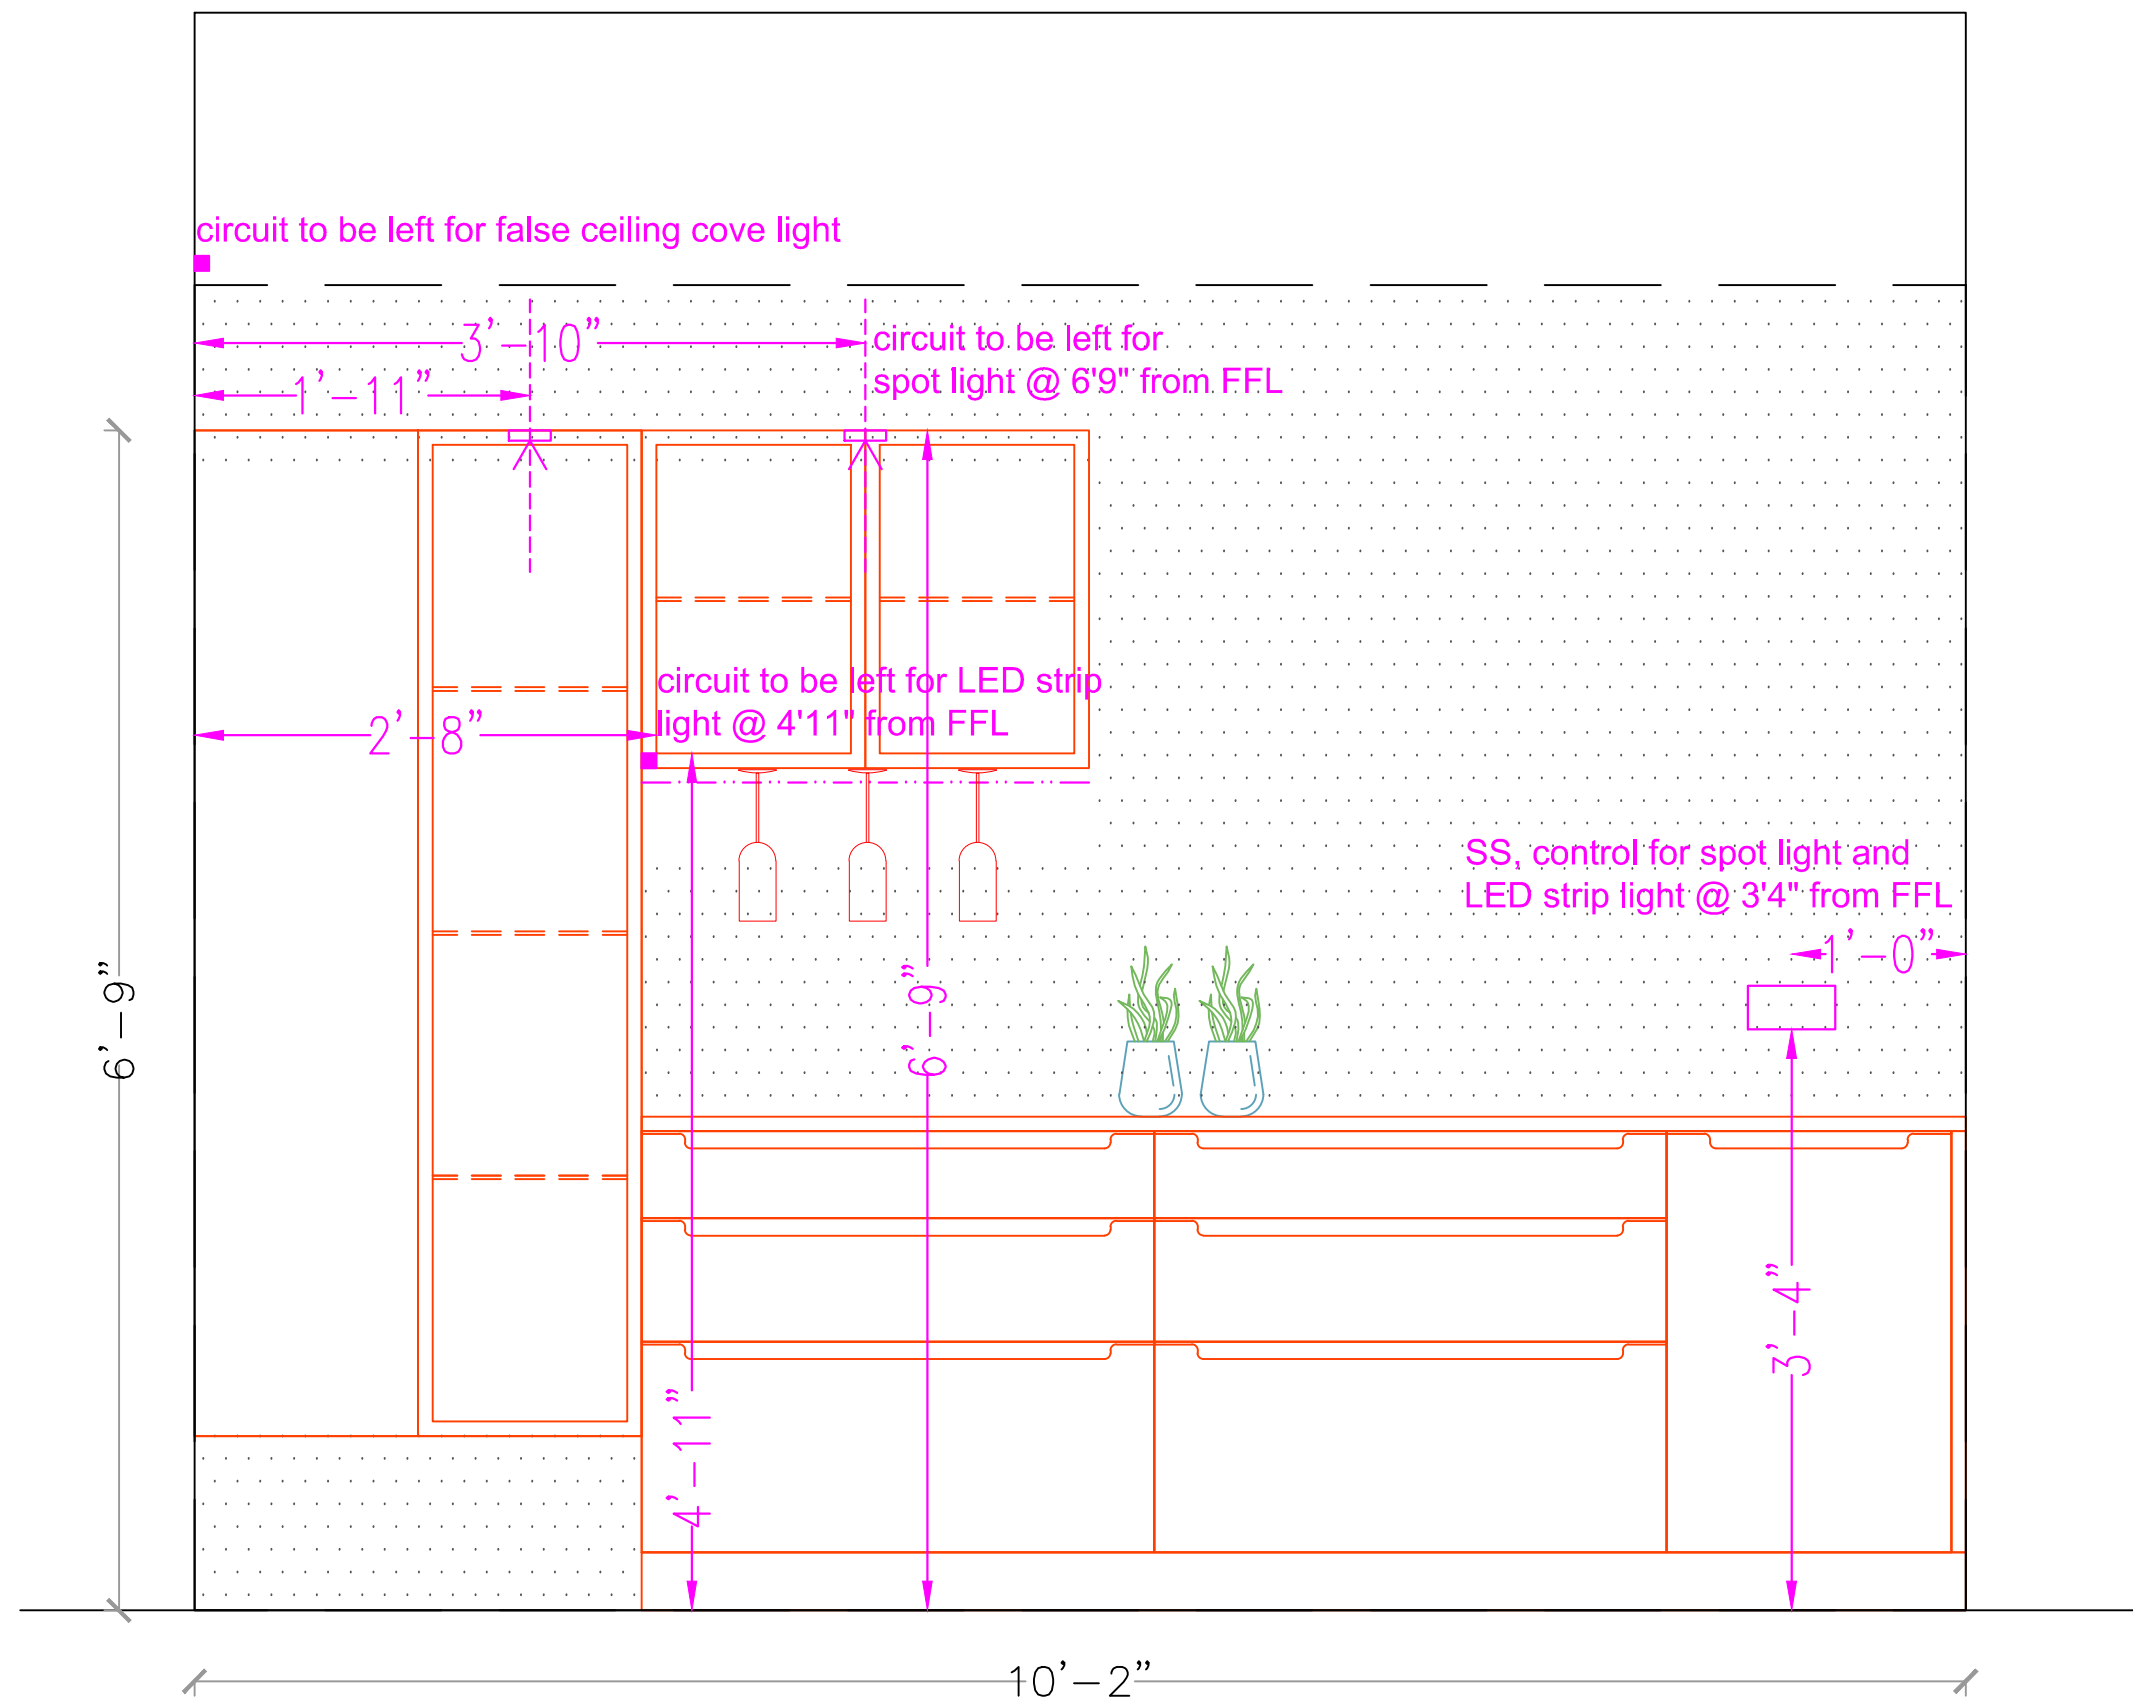 circuit to be left for false ceiling cove light
3'-10"
circuit to be left for
spot light @ 6'9" from FFL
1'-11"
circuit to be left for LED strip
light @ 4'11" from FFL
2'-8"
SS, control for spot light and
LED strip light @ 3'4" from FFL
1'-0"
6'-9"
6'-9"
3'-4"
4'-11"
10'-2"